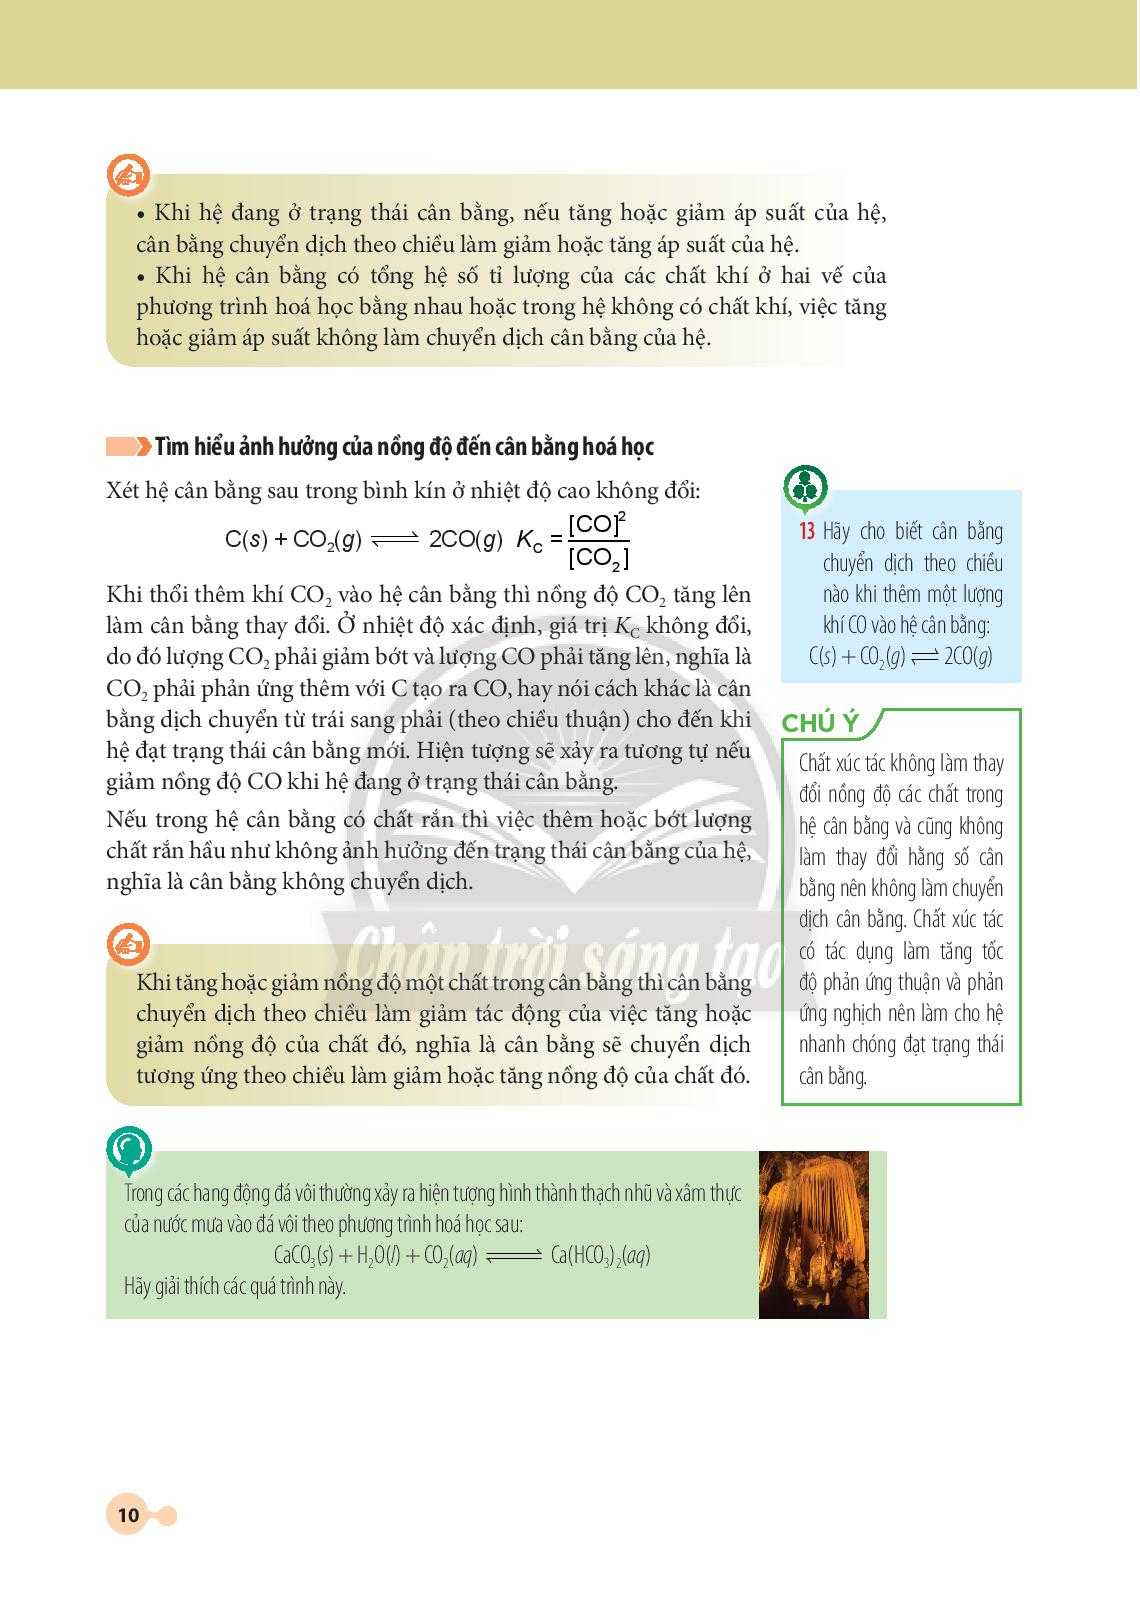 • Khi hệ đang ở trạng thái cân bằng, nếu tăng hoặc giảm áp suất của hệ,
cân bằng chuyển dịch theo chiều làm giảm hoặc tăng áp suất của hệ.
• Khi hệ cân bằng có tổng hệ số tỉ lượng của các chất khí ở hai vế của
phương trình hoá học bằng nhau hoặc trong hệ không có chất khí, việc tăng
hoặc giảm áp suất không làm chuyển dịch cân bằng của hệ.
Tìm hiểu ảnh hưởng của nồng độ đến cân bằng hoá học
Xét hệ cân bằng sau trong bình kín ở nhiệt độ cao không đổi:
C(s) + CO₂(g) ⇌ 2CO(g) K_C = [CO]²/[CO₂]
Khi thổi thêm khí CO₂ vào hệ cân bằng thì nồng độ CO₂ tăng lên
làm cân bằng thay đổi. Ở nhiệt độ xác định, giá trị K_C không đổi,
do đó lượng CO₂ phải giảm bớt và lượng CO phải tăng lên, nghĩa là
CO₂ phải phản ứng thêm với C tạo ra CO, hay nói cách khác là cân
bằng dịch chuyển từ trái sang phải (theo chiều thuận) cho đến khi
hệ đạt trạng thái cân bằng mới. Hiện tượng sẽ xảy ra tương tự nếu
giảm nồng độ CO khi hệ đang ở trạng thái cân bằng.
Nếu trong hệ cân bằng có chất rắn thì việc thêm hoặc bớt lượng
chất rắn hầu như không ảnh hưởng đến trạng thái cân bằng của hệ,
nghĩa là cân bằng không chuyển dịch.
Khi tăng hoặc giảm nồng độ một chất trong cân bằng thì cân bằng
chuyển dịch theo chiều làm giảm tác động của việc tăng hoặc
giảm nồng độ của chất đó, nghĩa là cân bằng sẽ chuyển dịch
tương ứng theo chiều làm giảm hoặc tăng nồng độ của chất đó.
13 Hãy cho biết cân bằng
chuyển dịch theo chiều
nào khi thêm một lượng
khí CO vào hệ cân bằng:
C(s) + CO₂(g) ⇌ 2CO(g)
CHÚ Ý
Chất xúc tác không làm thay
đổi nồng độ các chất trong
hệ cân bằng và cũng không
làm thay đổi hằng số cân
bằng nên không làm chuyển
dịch cân bằng. Chất xúc tác
có tác dụng làm tăng tốc
độ phản ứng thuận và phản
ứng nghịch nên làm cho hệ
nhanh chóng đạt trạng thái
cân bằng.
Chân trời sáng tạo
Trong các hang động đá vôi thường xảy ra hiện tượng hình thành thạch nhũ và xâm thực
của nước mưa vào đá vôi theo phương trình hoá học sau:
CaCO₃(s) + H₂O(l) + CO₂(aq) ⇌ Ca(HCO₃)₂(aq)
Hãy giải thích các quá trình này.
10